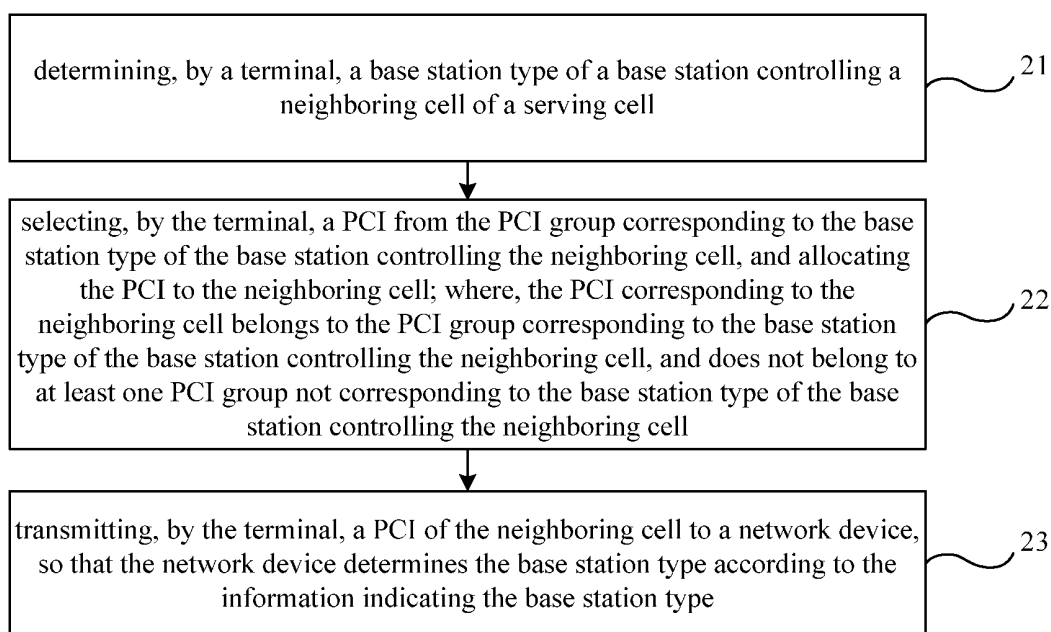 determining, by a terminal, a base station type of a base station controlling a
neighboring cell of a serving cell
21
selecting, by the terminal, a PCI from the PCI group corresponding to the base
station type of the base station controlling the neighboring cell, and allocating
the PCI to the neighboring cell; where, the PCI corresponding to the
neighboring cell belongs to the PCI group corresponding to the base station
type of the base station controlling the neighboring cell, and does not belong to
at least one PCI group not corresponding to the base station type of the base
station controlling the neighboring cell
22
transmitting, by the terminal, a PCI of the neighboring cell to a network device,
so that the network device determines the base station type according to the
information indicating the base station type
23